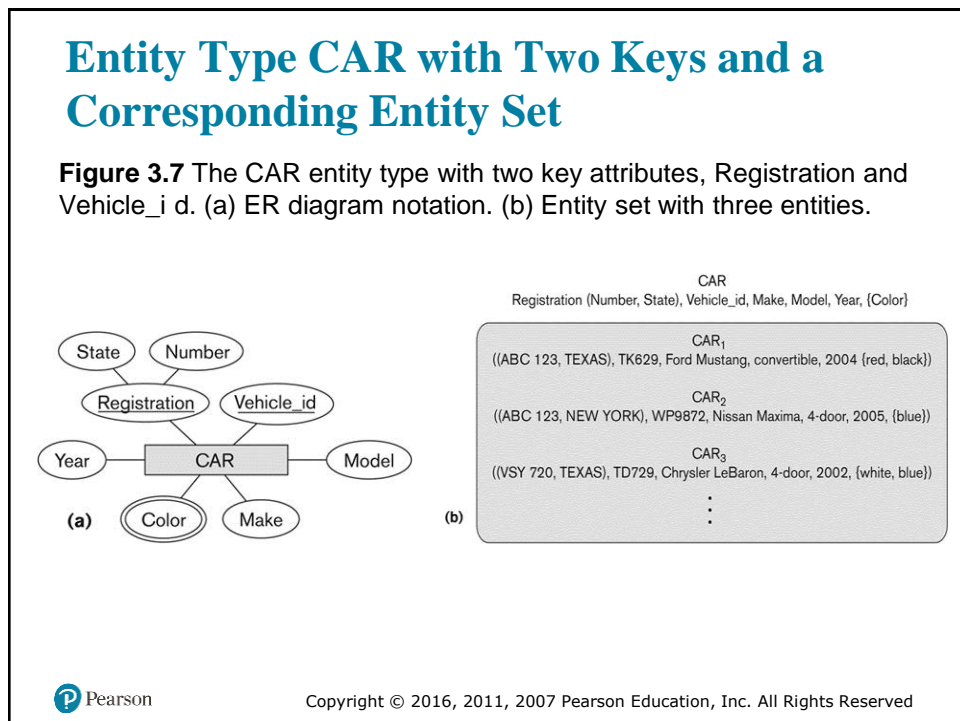 Entity Type CAR with Two Keys and a
Corresponding Entity Set
Figure 3.7 The CAR entity type with two key attributes, Registration and
Vehicle_i d. (a) ER diagram notation. (b) Entity set with three entities.
State
Number
Registration
Vehicle_id
Year
CAR
Model
(a)
Color
Make
CAR
Registration (Number, State), Vehicle_id, Make, Model, Year, {Color}
CAR₁
((ABC 123, TEXAS), TK629, Ford Mustang, convertible, 2004 {red, black})
CAR₂
((ABC 123, NEW YORK), WP9872, Nissan Maxima, 4-door, 2005, {blue})
CAR₃
((VSY 720, TEXAS), TD729, Chrysler LeBaron, 4-door, 2002, {white, blue})
(b)
P Pearson
Copyright © 2016, 2011, 2007 Pearson Education, Inc. All Rights Reserved